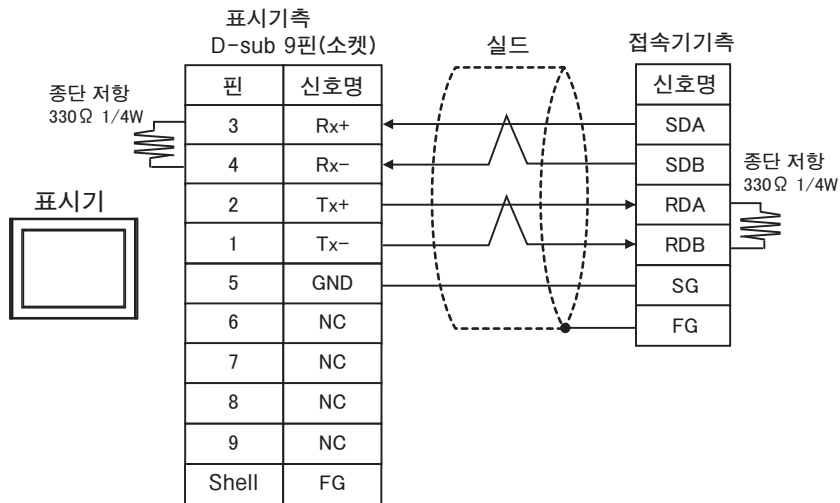 표시기측
D-sub 9핀(소켓)
실드
접속기기측
핀 신호명
신호명
종단 저항
330Ω 1/4W
3 Rx+
SDA
4 Rx-
SDB
종단 저항
330Ω 1/4W
표시기
2 Tx+
RDA
1 Tx-
RDB
5 GND
SG
6 NC
FG
7 NC
8 NC
9 NC
Shell FG